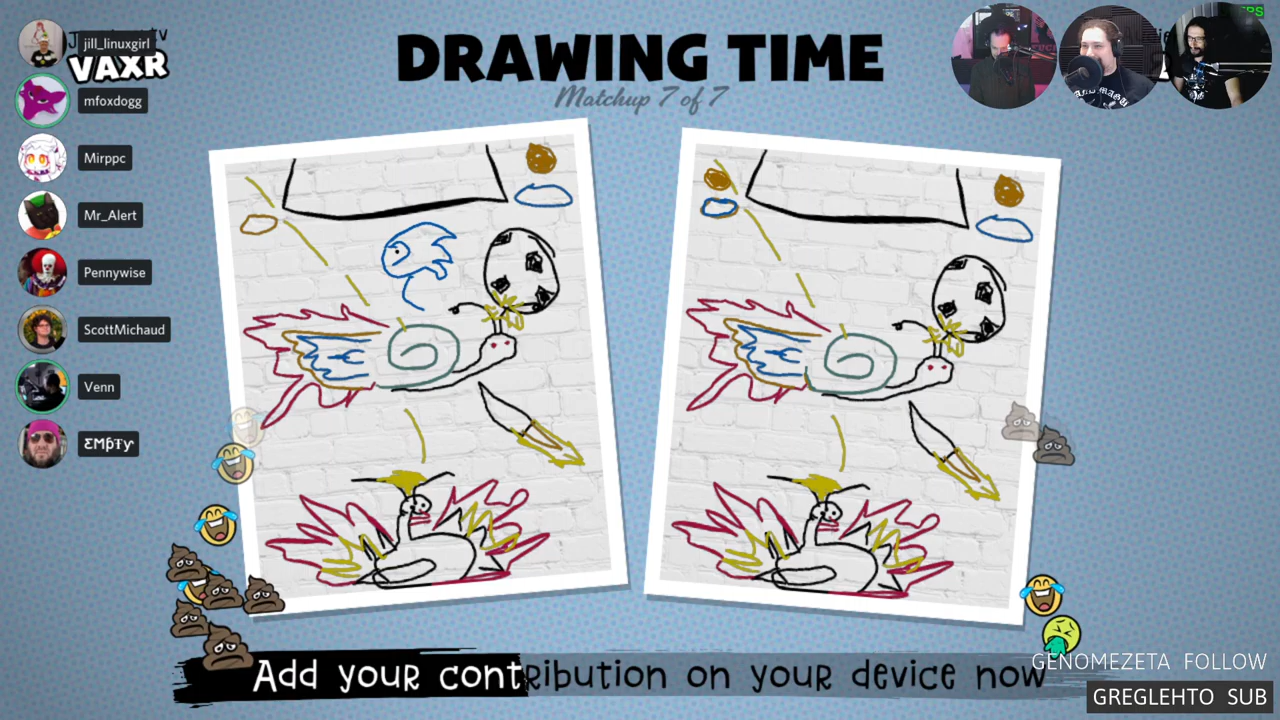 jill_linuxgirl
VAXR
mfoxdogg
Mirppc
Mr_Alert
Pennywise
ScottMichaud
Venn
ƐMβŦy
DRAWING TIME
Matchup 7 of 7
Add your contribution on your device now
GENOMEZETA FOLLOW
GREGLEHTO SUB